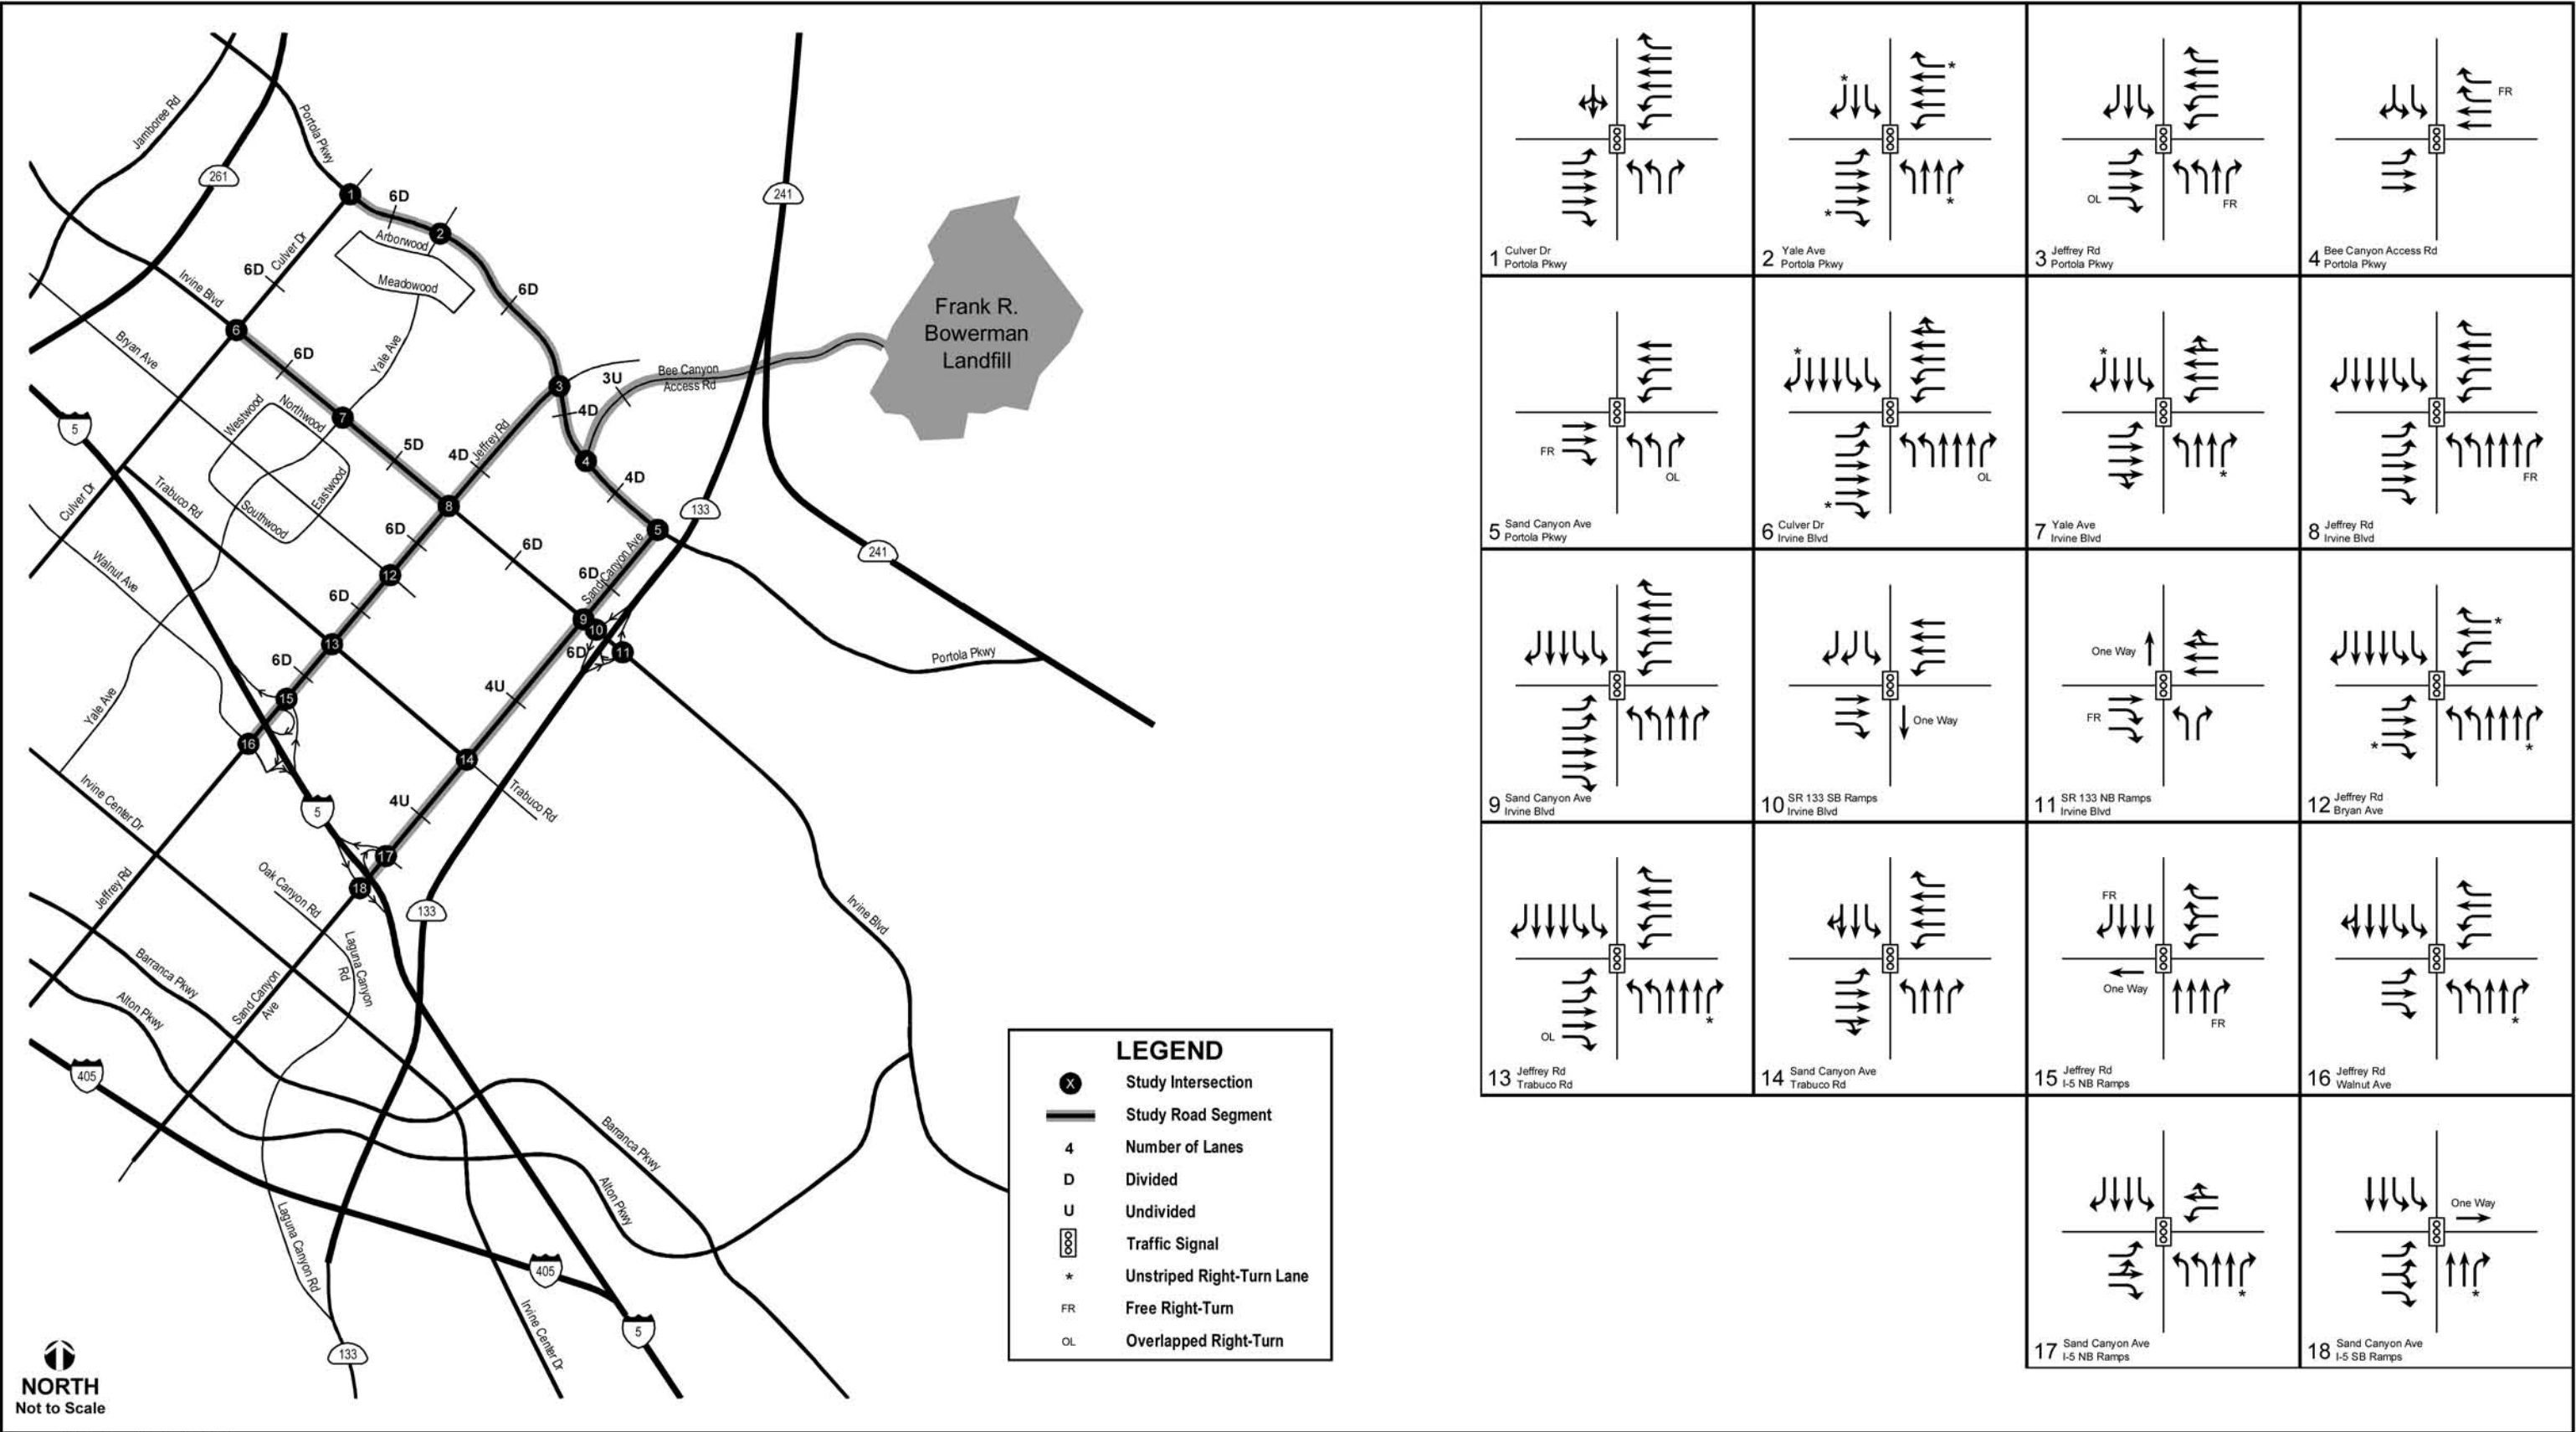 Jamboree Rd
261
Portola Pkwy
241
1
6D
2
Arborwood
Meadowood
Culver Dr
6D
Irvine Blvd
6
6D
Bryan Ave
Yale Ave
6D
3
4D
3U
Bee Canyon
Access Rd
Frank R.
Bowerman
Landfill
5
Westwood
Northwood
7
5D
4D
Jeffrey Rd
4
4D
Culver Dr
Trabuco Rd
Southwood
Eastwood
8
6D
6D
5
133
241
Walnut Ave
12
6D
Sand Canyon Ave
6D
13
9
10
11
6D
6D
15
Yale Ave
16
4U
Portola Pkwy
14
Trabuco Rd
Irvine Center Dr
5
4U
17
18
Oak Canyon Rd
Jeffrey Rd
133
Irvine Blvd
Laguna Canyon
Rd
Barranca Pkwy
Alton Pkwy
Sand Canyon
Ave
405
Barranca Pkwy
Alton Pkwy
Laguna Canyon Rd
405
5
Irvine Center Dr
133
NORTH
Not to Scale
LEGEND
X Study Intersection
Study Road Segment
4 Number of Lanes
D Divided
U Undivided
Traffic Signal
* Unstriped Right-Turn Lane
FR Free Right-Turn
OL Overlapped Right-Turn
1 Culver Dr
Portola Pkwy
*
*
*
*
2 Yale Ave
Portola Pkwy
OL
FR
3 Jeffrey Rd
Portola Pkwy
FR
4 Bee Canyon Access Rd
Portola Pkwy
FR
OL
5 Sand Canyon Ave
Portola Pkwy
*
*
OL
6 Culver Dr
Irvine Blvd
*
*
7 Yale Ave
Irvine Blvd
FR
8 Jeffrey Rd
Irvine Blvd
9 Sand Canyon Ave
Irvine Blvd
One Way
10 SR 133 SB Ramps
Irvine Blvd
One Way
FR
11 SR 133 NB Ramps
Irvine Blvd
*
*
*
12 Jeffrey Rd
Bryan Ave
OL
*
13 Jeffrey Rd
Trabuco Rd
14 Sand Canyon Ave
Trabuco Rd
FR
One Way
FR
15 Jeffrey Rd
I-5 NB Ramps
*
16 Jeffrey Rd
Walnut Ave
*
17 Sand Canyon Ave
I-5 NB Ramps
One Way
*
18 Sand Canyon Ave
I-5 SB Ramps